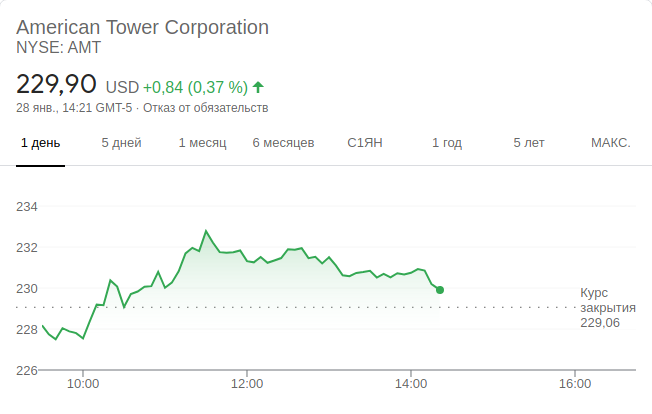 American Tower Corporation
NYSE: AMT
229,90 USD +0,84 (0,37 %)
28 янв., 14:21 GMT-5 · Отказ от обязательств
1 день 5 дней 1 месяц 6 месяцев С1ЯН 1 год 5 лет МАКС.
234
232
230
228
226
Курс
закрытия
229,06
10:00 12:00 14:00 16:00